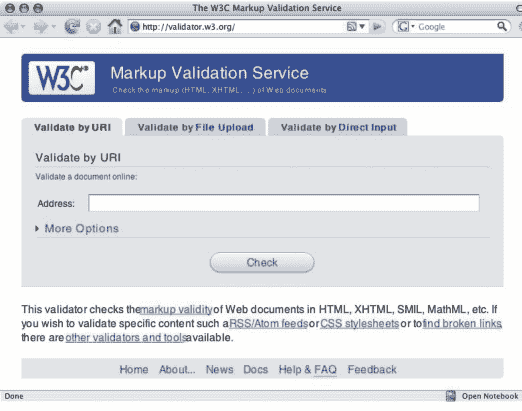 The W3C Markup Validation Service
http://validator.w3.org/
Google
W3C® Markup Validation Service
Check the markup (HTML, XHTML, ...) of Web documents
Validate by URI Validate by File Upload Validate by Direct Input
Validate by URI
Validate a document online:
Address:
More Options
Check
This validator checks the markup validity of Web documents in HTML, XHTML, SMIL, MathML, etc. If
you wish to validate specific content such a RSS/Atom feeds or CSS stylesheets or to find broken links,
there are other validators and tools available.
Home About... News Docs Help & FAQ Feedback
Done Open Notebook